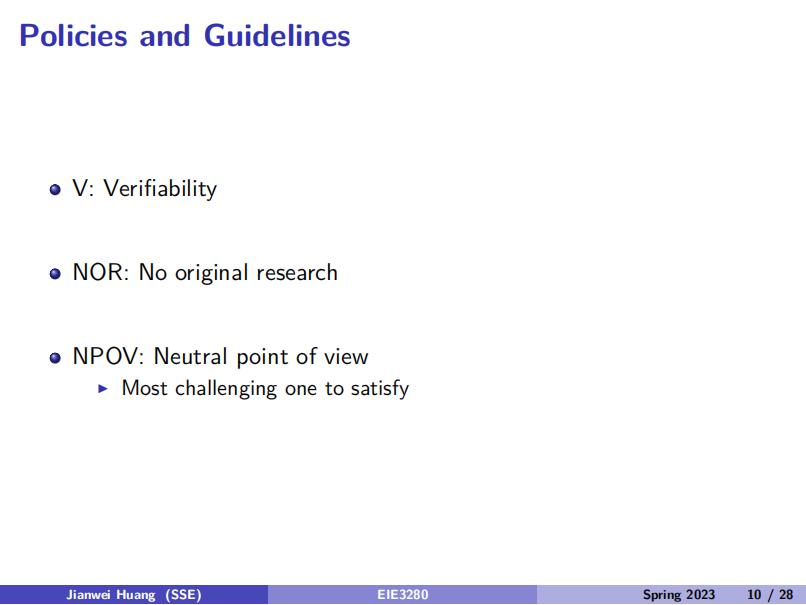 Policies and Guidelines
V: Verifiability
NOR: No original research
NPOV: Neutral point of view
Most challenging one to satisfy
Jianwei Huang (SSE) EIE3280 Spring 2023 10 / 28